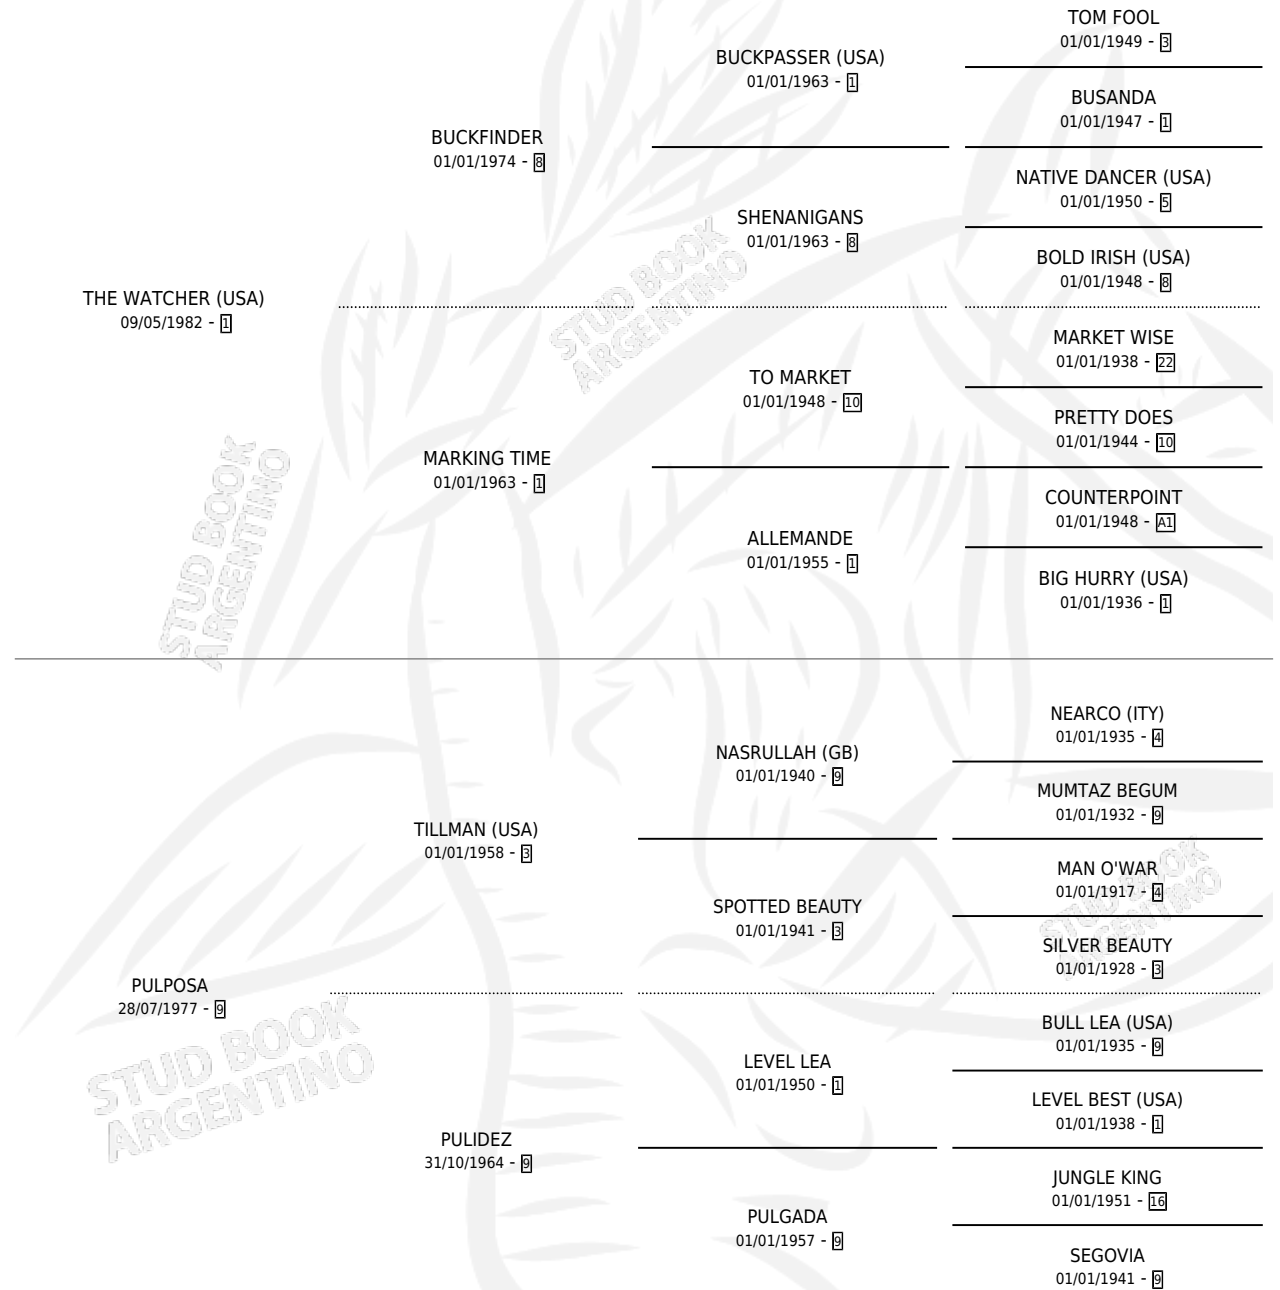 TOM FOOL
01/01/1949 - 3
BUCKPASSER (USA)
01/01/1963 - 1
BUSANDA
01/01/1947 - 1
BUCKFINDER
01/01/1974 - 8
NATIVE DANCER (USA)
01/01/1950 - 5
SHENANIGANS
01/01/1963 - 8
BOLD IRISH (USA)
01/01/1948 - 8
THE WATCHER (USA)
09/05/1982 - 1
MARKET WISE
01/01/1938 - 22
TO MARKET
01/01/1948 - 10
PRETTY DOES
01/01/1944 - 10
MARKING TIME
01/01/1963 - 1
COUNTERPOINT
01/01/1948 - A1
ALLEMANDE
01/01/1955 - 1
BIG HURRY (USA)
01/01/1936 - 1
NEARCO (ITY)
01/01/1935 - 4
NASRULLAH (GB)
01/01/1940 - 9
MUMTAZ BEGUM
01/01/1932 - 9
TILLMAN (USA)
01/01/1958 - 3
MAN O'WAR
01/01/1917 - 4
SPOTTED BEAUTY
01/01/1941 - 3
SILVER BEAUTY
01/01/1928 - 3
PULPOSA
28/07/1977 - 9
BULL LEA (USA)
01/01/1935 - 9
LEVEL LEA
01/01/1950 - 1
LEVEL BEST (USA)
01/01/1938 - 1
PULIDEZ
31/10/1964 - 9
JUNGLE KING
01/01/1951 - 16
PULGADA
01/01/1957 - 9
SEGOVIA
01/01/1941 - 9
STUD BOOK
ARGENTINO
STUD BOOK
ARGENTINO
STUD BOOK
ARGENTINO
STUD BOOK
ARGENTINO